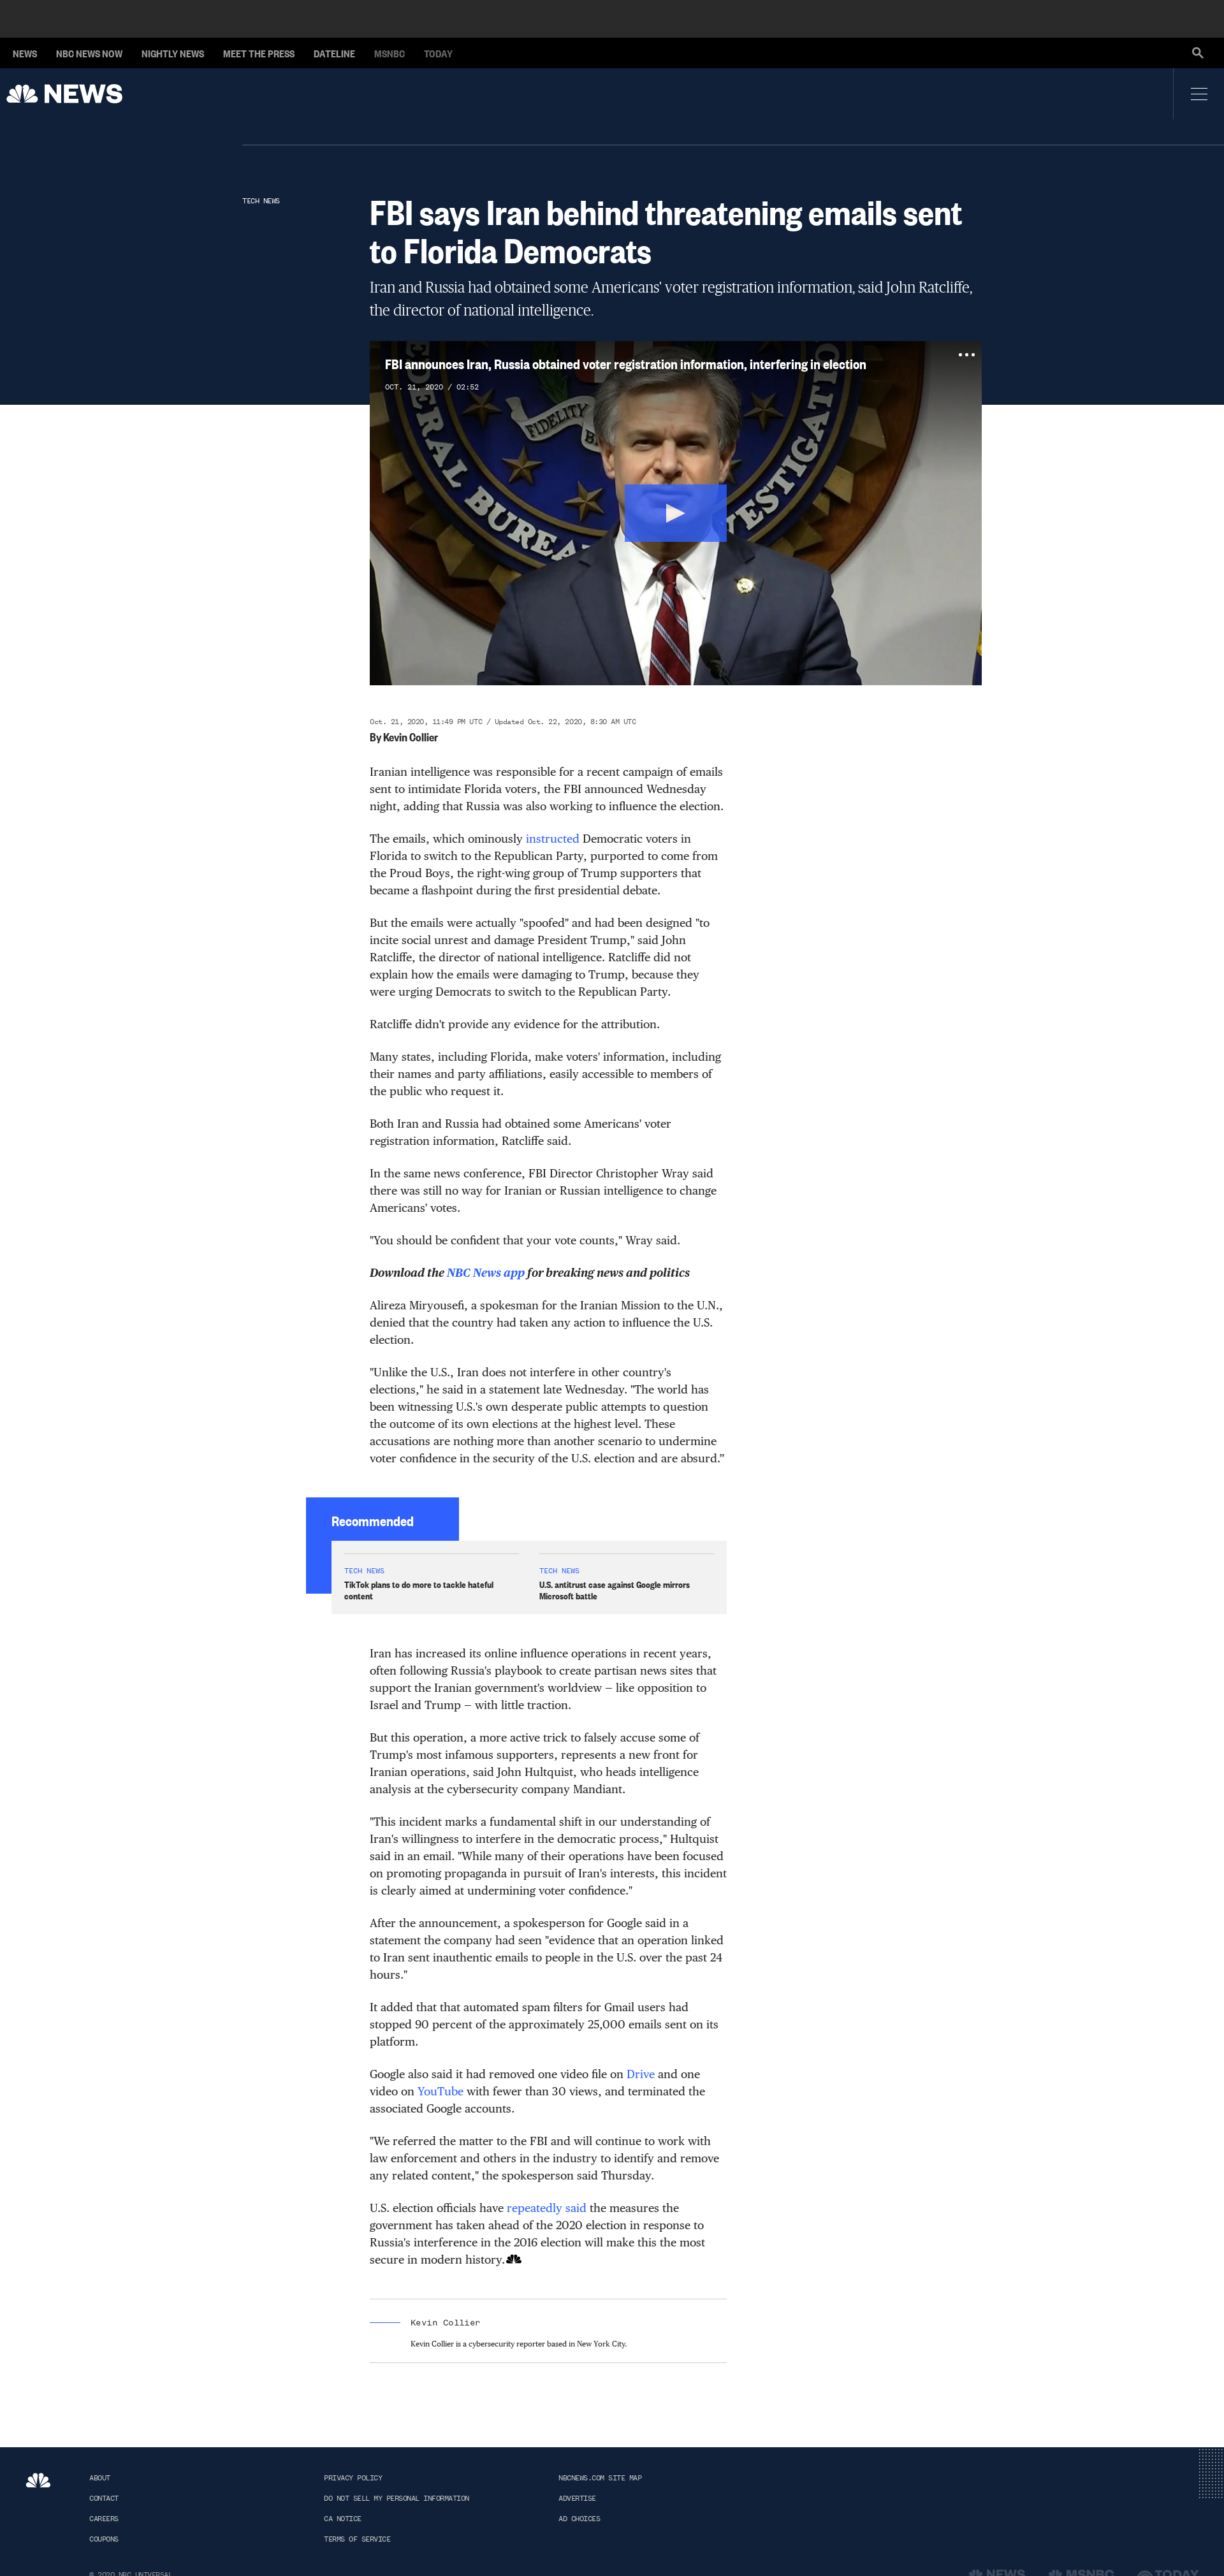 NEWS NBC NEWS NOW NIGHTLY NEWS MEET THE PRESS DATELINE MSNBC TODAY
NEWS
TECH NEWS
FBI says Iran behind threatening emails sent
to Florida Democrats
Iran and Russia had obtained some Americans' voter registration information, said John Ratcliffe,
the director of national intelligence.
FBI announces Iran, Russia obtained voter registration information, interfering in election
OCT. 21, 2020 / 02:52
FIDELITY
BUREAU
INVESTIGATION
Oct. 21, 2020, 11:49 PM UTC / Updated Oct. 22, 2020, 8:30 AM UTC
By Kevin Collier
Iranian intelligence was responsible for a recent campaign of emails
sent to intimidate Florida voters, the FBI announced Wednesday
night, adding that Russia was also working to influence the election.
The emails, which ominously instructed Democratic voters in
Florida to switch to the Republican Party, purported to come from
the Proud Boys, the right-wing group of Trump supporters that
became a flashpoint during the first presidential debate.
But the emails were actually "spoofed" and had been designed "to
incite social unrest and damage President Trump," said John
Ratcliffe, the director of national intelligence. Ratcliffe did not
explain how the emails were damaging to Trump, because they
were urging Democrats to switch to the Republican Party.
Ratcliffe didn't provide any evidence for the attribution.
Many states, including Florida, make voters' information, including
their names and party affiliations, easily accessible to members of
the public who request it.
Both Iran and Russia had obtained some Americans' voter
registration information, Ratcliffe said.
In the same news conference, FBI Director Christopher Wray said
there was still no way for Iranian or Russian intelligence to change
Americans' votes.
"You should be confident that your vote counts," Wray said.
Download the NBC News app for breaking news and politics
Alireza Miryousefi, a spokesman for the Iranian Mission to the U.N.,
denied that the country had taken any action to influence the U.S.
election.
"Unlike the U.S., Iran does not interfere in other country's
elections," he said in a statement late Wednesday. "The world has
been witnessing U.S.'s own desperate public attempts to question
the outcome of its own elections at the highest level. These
accusations are nothing more than another scenario to undermine
voter confidence in the security of the U.S. election and are absurd.”
Recommended
TECH NEWS
TikTok plans to do more to tackle hateful
content
TECH NEWS
U.S. antitrust case against Google mirrors
Microsoft battle
Iran has increased its online influence operations in recent years,
often following Russia's playbook to create partisan news sites that
support the Iranian government's worldview — like opposition to
Israel and Trump — with little traction.
But this operation, a more active trick to falsely accuse some of
Trump's most infamous supporters, represents a new front for
Iranian operations, said John Hultquist, who heads intelligence
analysis at the cybersecurity company Mandiant.
"This incident marks a fundamental shift in our understanding of
Iran's willingness to interfere in the democratic process," Hultquist
said in an email. "While many of their operations have been focused
on promoting propaganda in pursuit of Iran's interests, this incident
is clearly aimed at undermining voter confidence."
After the announcement, a spokesperson for Google said in a
statement the company had seen "evidence that an operation linked
to Iran sent inauthentic emails to people in the U.S. over the past 24
hours."
It added that that automated spam filters for Gmail users had
stopped 90 percent of the approximately 25,000 emails sent on its
platform.
Google also said it had removed one video file on Drive and one
video on YouTube with fewer than 30 views, and terminated the
associated Google accounts.
"We referred the matter to the FBI and will continue to work with
law enforcement and others in the industry to identify and remove
any related content," the spokesperson said Thursday.
U.S. election officials have repeatedly said the measures the
government has taken ahead of the 2020 election in response to
Russia's interference in the 2016 election will make this the most
secure in modern history.
Kevin Collier
Kevin Collier is a cybersecurity reporter based in New York City.
ABOUT
CONTACT
CAREERS
COUPONS
PRIVACY POLICY
DO NOT SELL MY PERSONAL INFORMATION
CA NOTICE
TERMS OF SERVICE
NBCNEWS.COM SITE MAP
ADVERTISE
AD CHOICES
© 2020 NBC UNIVERSAL
NEWS MSNBC TODAY